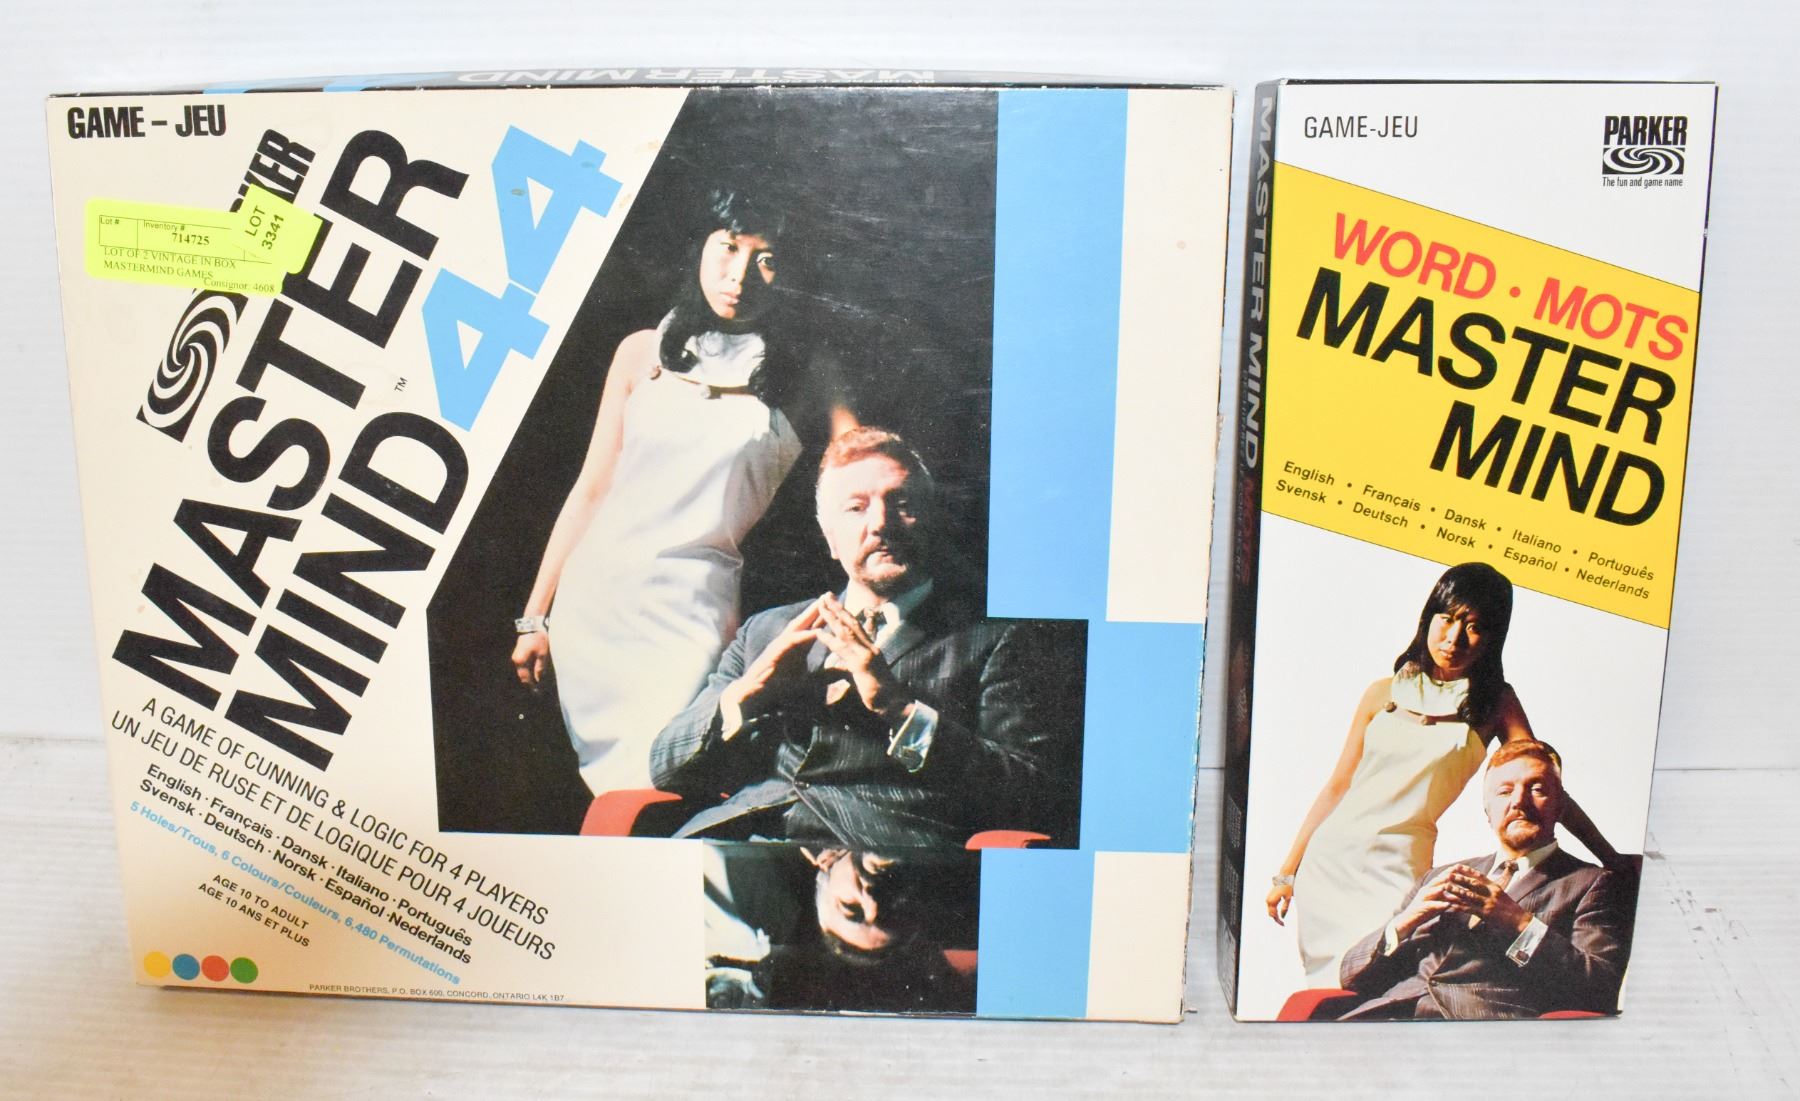 GAME – JEU
MASTER
MIND™
44
Lot #
Inventory #
714725
LOT OF 2 VINTAGE IN BOX
MASTERMIND GAMES
Consignor: 4608
LOT
3341
A GAME OF CUNNING & LOGIC FOR 4 PLAYERS
UN JEU DE RUSE ET DE LOGIQUE POUR 4 JOUEURS
English · Français · Dansk · Italiano · Português
Svensk · Deutsch · Norsk · Español · Nederlands
5 Holes/Trous, 6 Colours/Couleurs, 6,480 Permutations
AGE 10 TO ADULT
AGE 10 ANS ET PLUS
PARKER BROTHERS, P.O. BOX 600, CONCORD, ONTARIO L4K 1B7
MASTER MIND
MASTER MIND
MOTS
GAME-JEU
PARKER
The fun and game name
WORD · MOTS
MASTER
MIND
English · Français · Dansk · Italiano · Português
Svensk · Deutsch · Norsk · Español · Nederlands